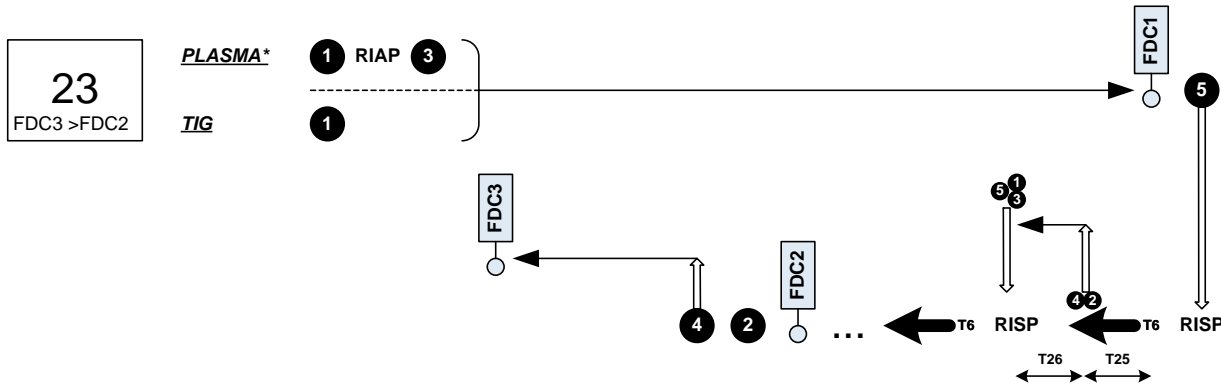 23
FDC3 >FDC2
PLASMA*
1 RIAP 3
TIG
1
FDC1
5
FDC3
FDC2
5 1 3
4 2
4 2 ... T6 RISP T6 RISP
T26 T25